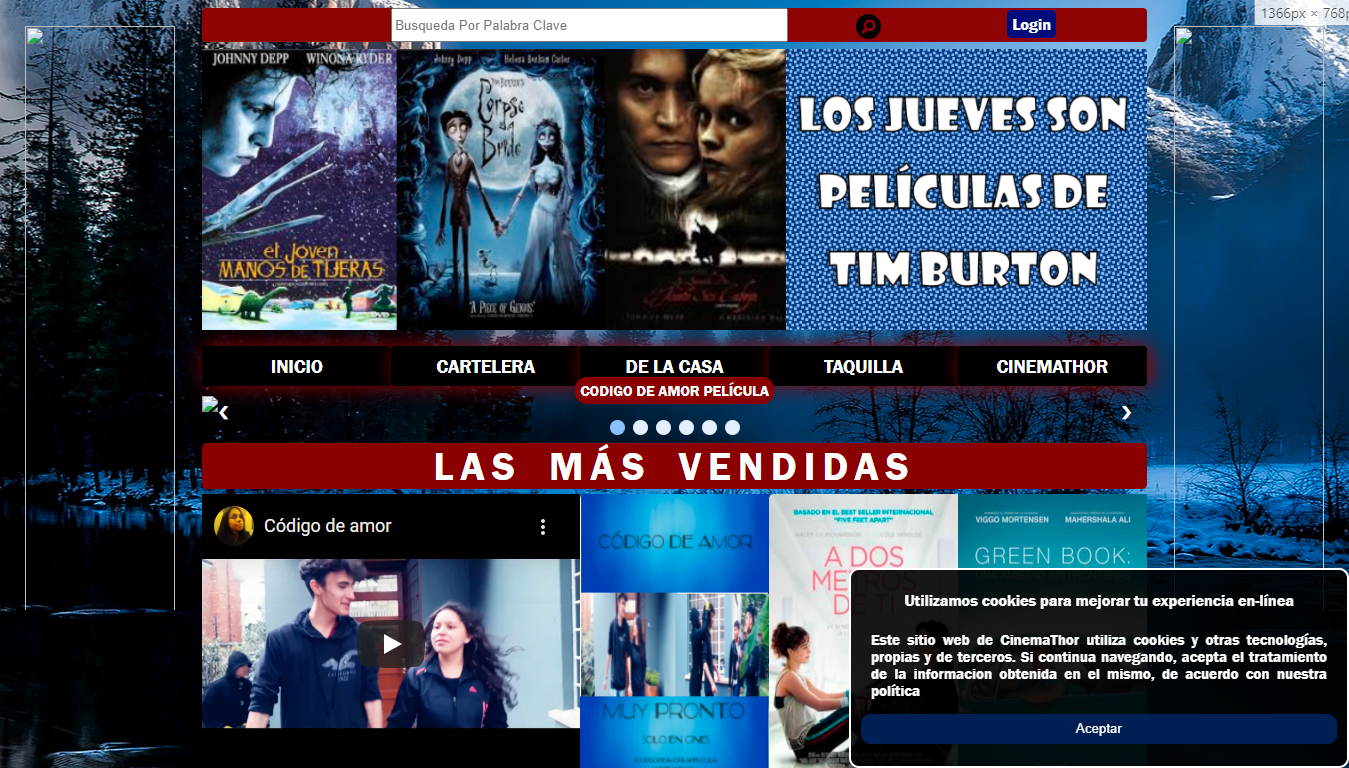 1366px × 768p
Busqueda Por Palabra Clave
Login
JOHNNY DEPP WINONA RYDER
el Joven
MANOS DE TIJERAS
Johnny Depp Helena Bonham Carter
TIM BURTON'S
Corpse
Bride
"A PIECE OF GENIUS"
LOS JUEVES SON
PELÍCULAS DE
TIM BURTON
INICIO
CARTELERA
DE LA CASA
TAQUILLA
CINEMATHOR
CODIGO DE AMOR PELÍCULA
‹
›
LAS MÁS VENDIDAS
Código de amor
CALIFORNIA
CÓDIGO DE AMOR
MUY PRONTO
SOLO EN CINES
BASADO EN EL BEST SELLER INTERNACIONAL
"FIVE FEET APART"
COLE SPROUSE
A DOS
METROS
DE TI
VIGGO MORTENSEN MAHERSHALA ALI
GREEN BOOK:
Utilizamos cookies para mejorar tu experiencia en-línea
Este sitio web de CinemaThor utiliza cookies y otras tecnologías,
propias y de terceros. Si continua navegando, acepta el tratamiento
de la informacion obtenida en el mismo, de acuerdo con nuestra
política
Aceptar